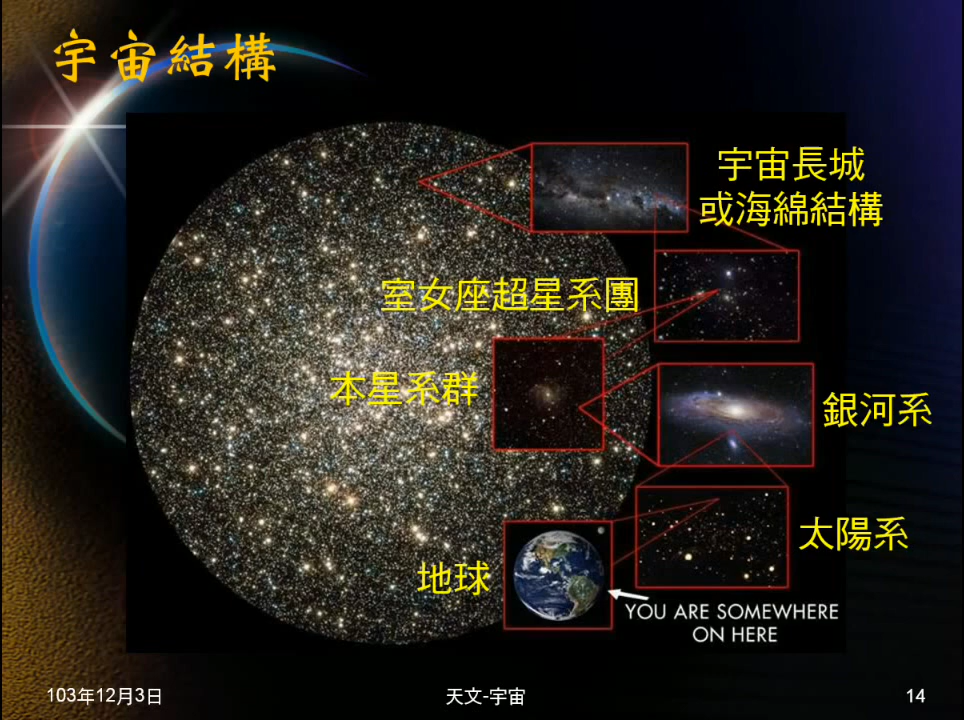 宇宙結構
宇宙長城
或海綿結構
室女座超星系團
本星系群
銀河系
太陽系
地球
YOU ARE SOMEWHERE
ON HERE
103年12月3日
天文-宇宙
14